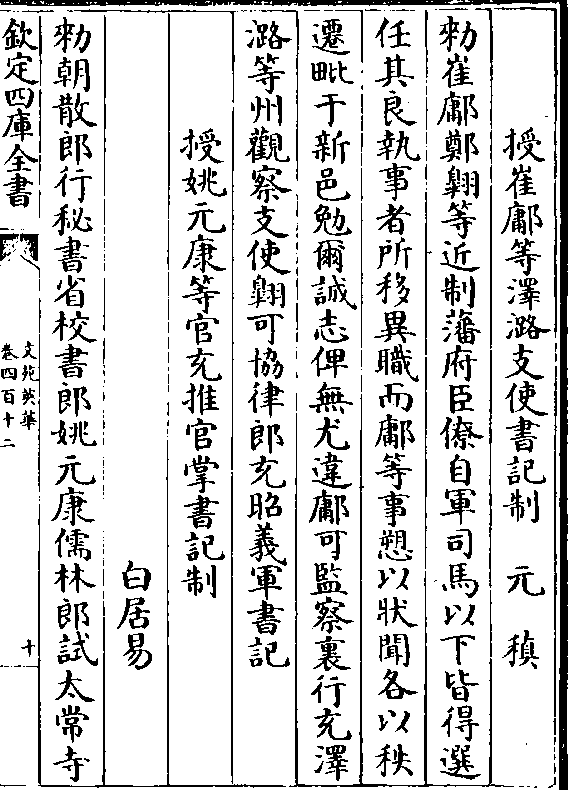 授崔鄘等澤潞支使書記制　元稹
勑崔鄘鄭翺等近制藩府臣僚自軍司馬以下皆得選
任其良執事者所移異職而鄘等事愬以狀聞各以秩
遷毗于新邑勉爾誠志俾無尤違鄘可監察裏行充澤
潞等州觀察支使翺可協律郎充昭義軍書記
授姚元康等官充推官掌書記制
白居易
勑朝散郎行秘書省校書郎姚元康儒林郎試太常寺
欽定四庫全書
文苑英華
卷四百十二
十